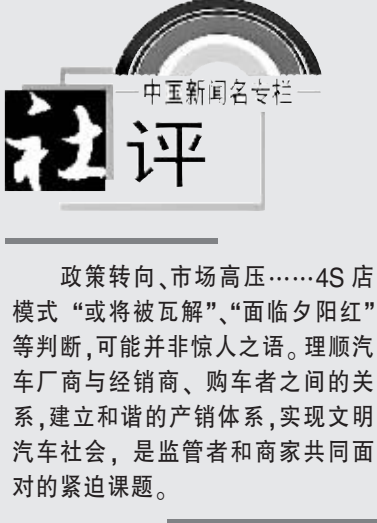 中国新闻名专栏
社评
政策转向、市场高压……4S 店
模式“或将被瓦解”、“面临夕阳红”
等判断,可能并非惊人之语。理顺汽
车厂商与经销商、购车者之间的关
系,建立和谐的产销体系,实现文明
汽车社会，是监管者和商家共同面
对的紧迫课题。